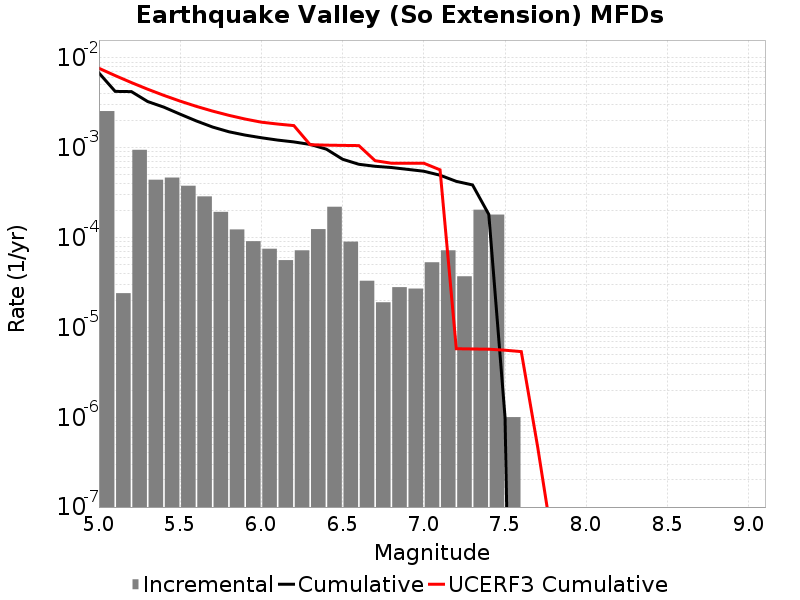 Earthquake Valley (So Extension) MFDs
10^-2
10^-3
10^-4
10^-5
10^-6
10^-7
Rate (1/yr)
5.0 5.5 6.0 6.5 7.0 7.5 8.0 8.5 9.0
Magnitude
Incremental Cumulative UCERF3 Cumulative